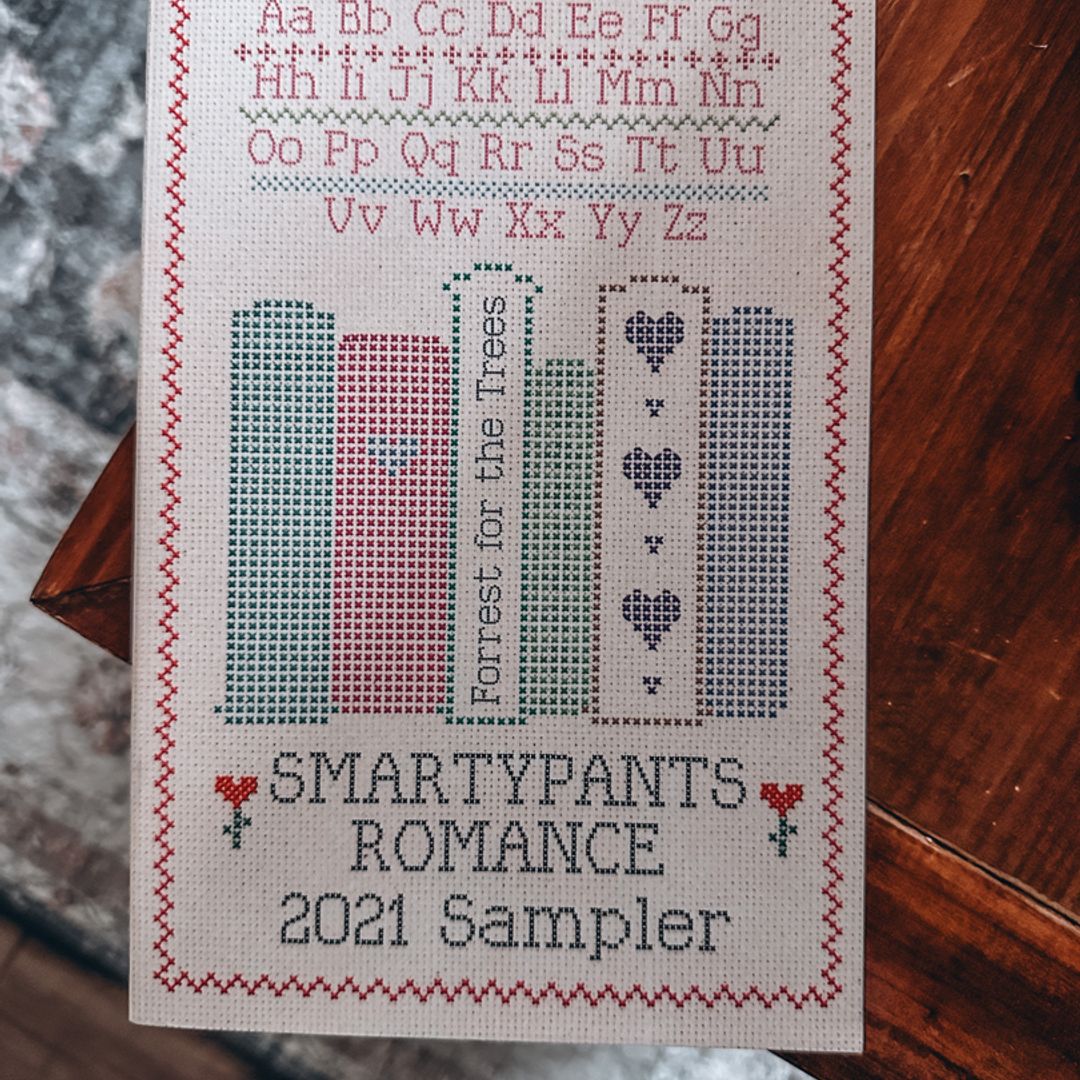 Aa Bb Cc Dd Ee Ff Gg
Hh Ii Jj Kk Ll Mm Nn
Oo Pp Qq Rr Ss Tt Uu
Vv Ww Xx Yy Zz
Forrest for the Trees
SMARTYPANTS
ROMANCE
2021 Sampler